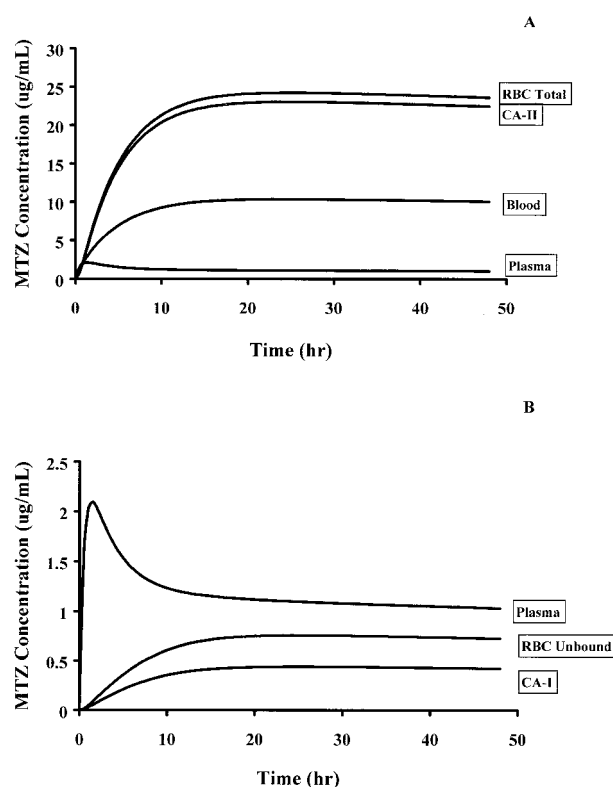 A
MTZ Concentration (ug/mL)
30
25
20
15
10
5
0
RBC Total
CA-II
Blood
Plasma
0 10 20 30 40 50
Time (hr)
B
MTZ Concentration (ug/mL)
2.5
2
1.5
1
0.5
0
Plasma
RBC Unbound
CA-I
0 10 20 30 40 50
Time (hr)